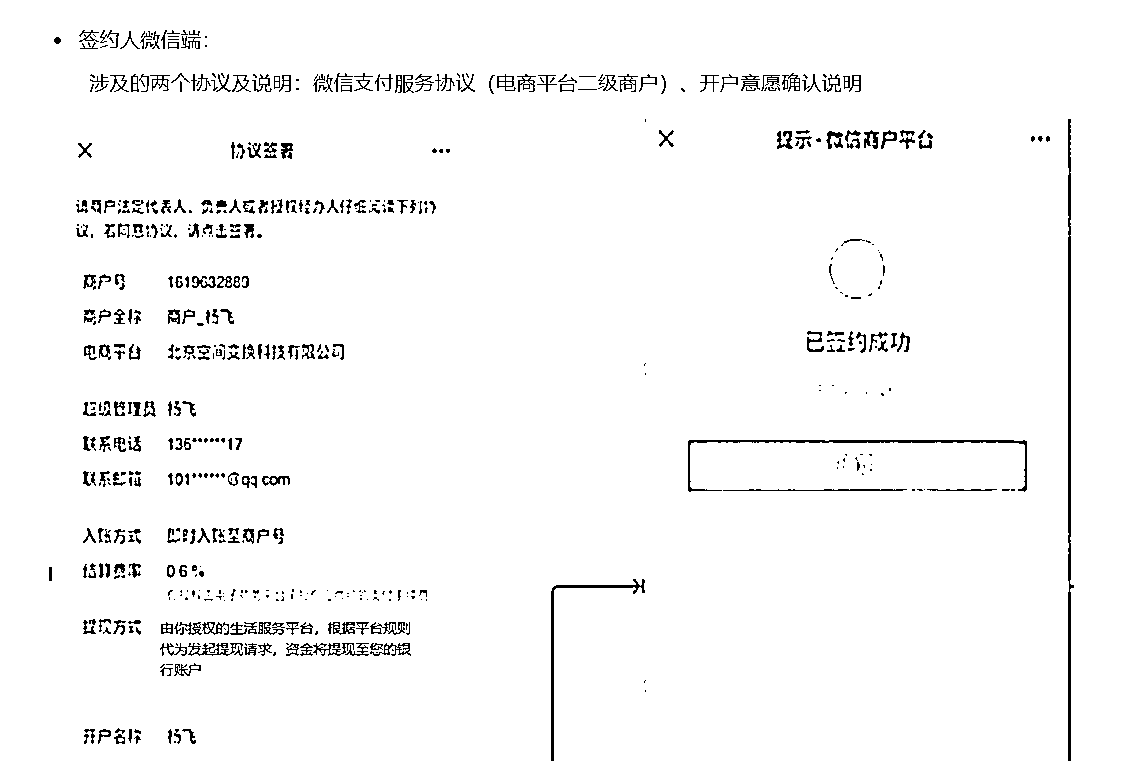 • 签约人微信端：
涉及的两个协议及说明：微信支付服务协议（电商平台二级商户）、开户意愿确认说明
协议签署
请商户法定代表人、负责人或者授权经办人仔细阅读下列协
议，若同意协议，请点击签署。
商户号 1619632880
商户全称 商户_杨飞
电商平台 北京空间变换科技有限公司
超级管理员 杨飞
联系电话 136******17
联系邮箱 101******@qq.com
入账方式 即时入账至商户号
结算费率 0.6%
提现方式 由你授权的生活服务平台，根据平台规则
代为发起提现请求，资金将提现至您的银
行账户
开户名称 杨飞
提示·微信商户平台
已签约成功